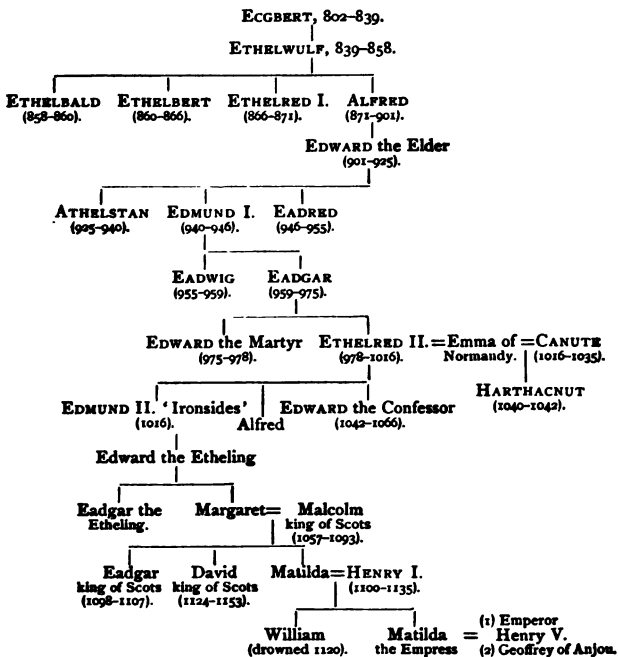 ECGBERT, 802-839.
ETHELWULF, 839-858.
ETHELBALD ETHELBERT ETHELRED I. ALFRED
(858-860). (860-866). (866-871). (871-901).
EDWARD the Elder
(901-925).
ATHELSTAN EDMUND I. EADRED
(925-940). (940-946). (946-955).
EADWIG EADGAR
(955-959). (959-975).
EDWARD the Martyr ETHELRED II. = Emma of = CANUTE
(975-978). (978-1016). Normandy. (1016-1035).
HARTHACNUT
(1040-1042).
EDMUND II. 'Ironsides' EDWARD the Confessor
(1016). Alfred (1042-1066).
Edward the Etheling
Eadgar the Margaret= Malcolm
Etheling. king of Scots
(1057-1093).
Eadgar David Matilda=HENRY I.
king of Scots king of Scots (1100-1135).
(1098-1107). (1124-1153).
(1) Emperor
William Matilda = Henry V.
(drowned 1120). the Empress (2) Geoffrey of Anjou.